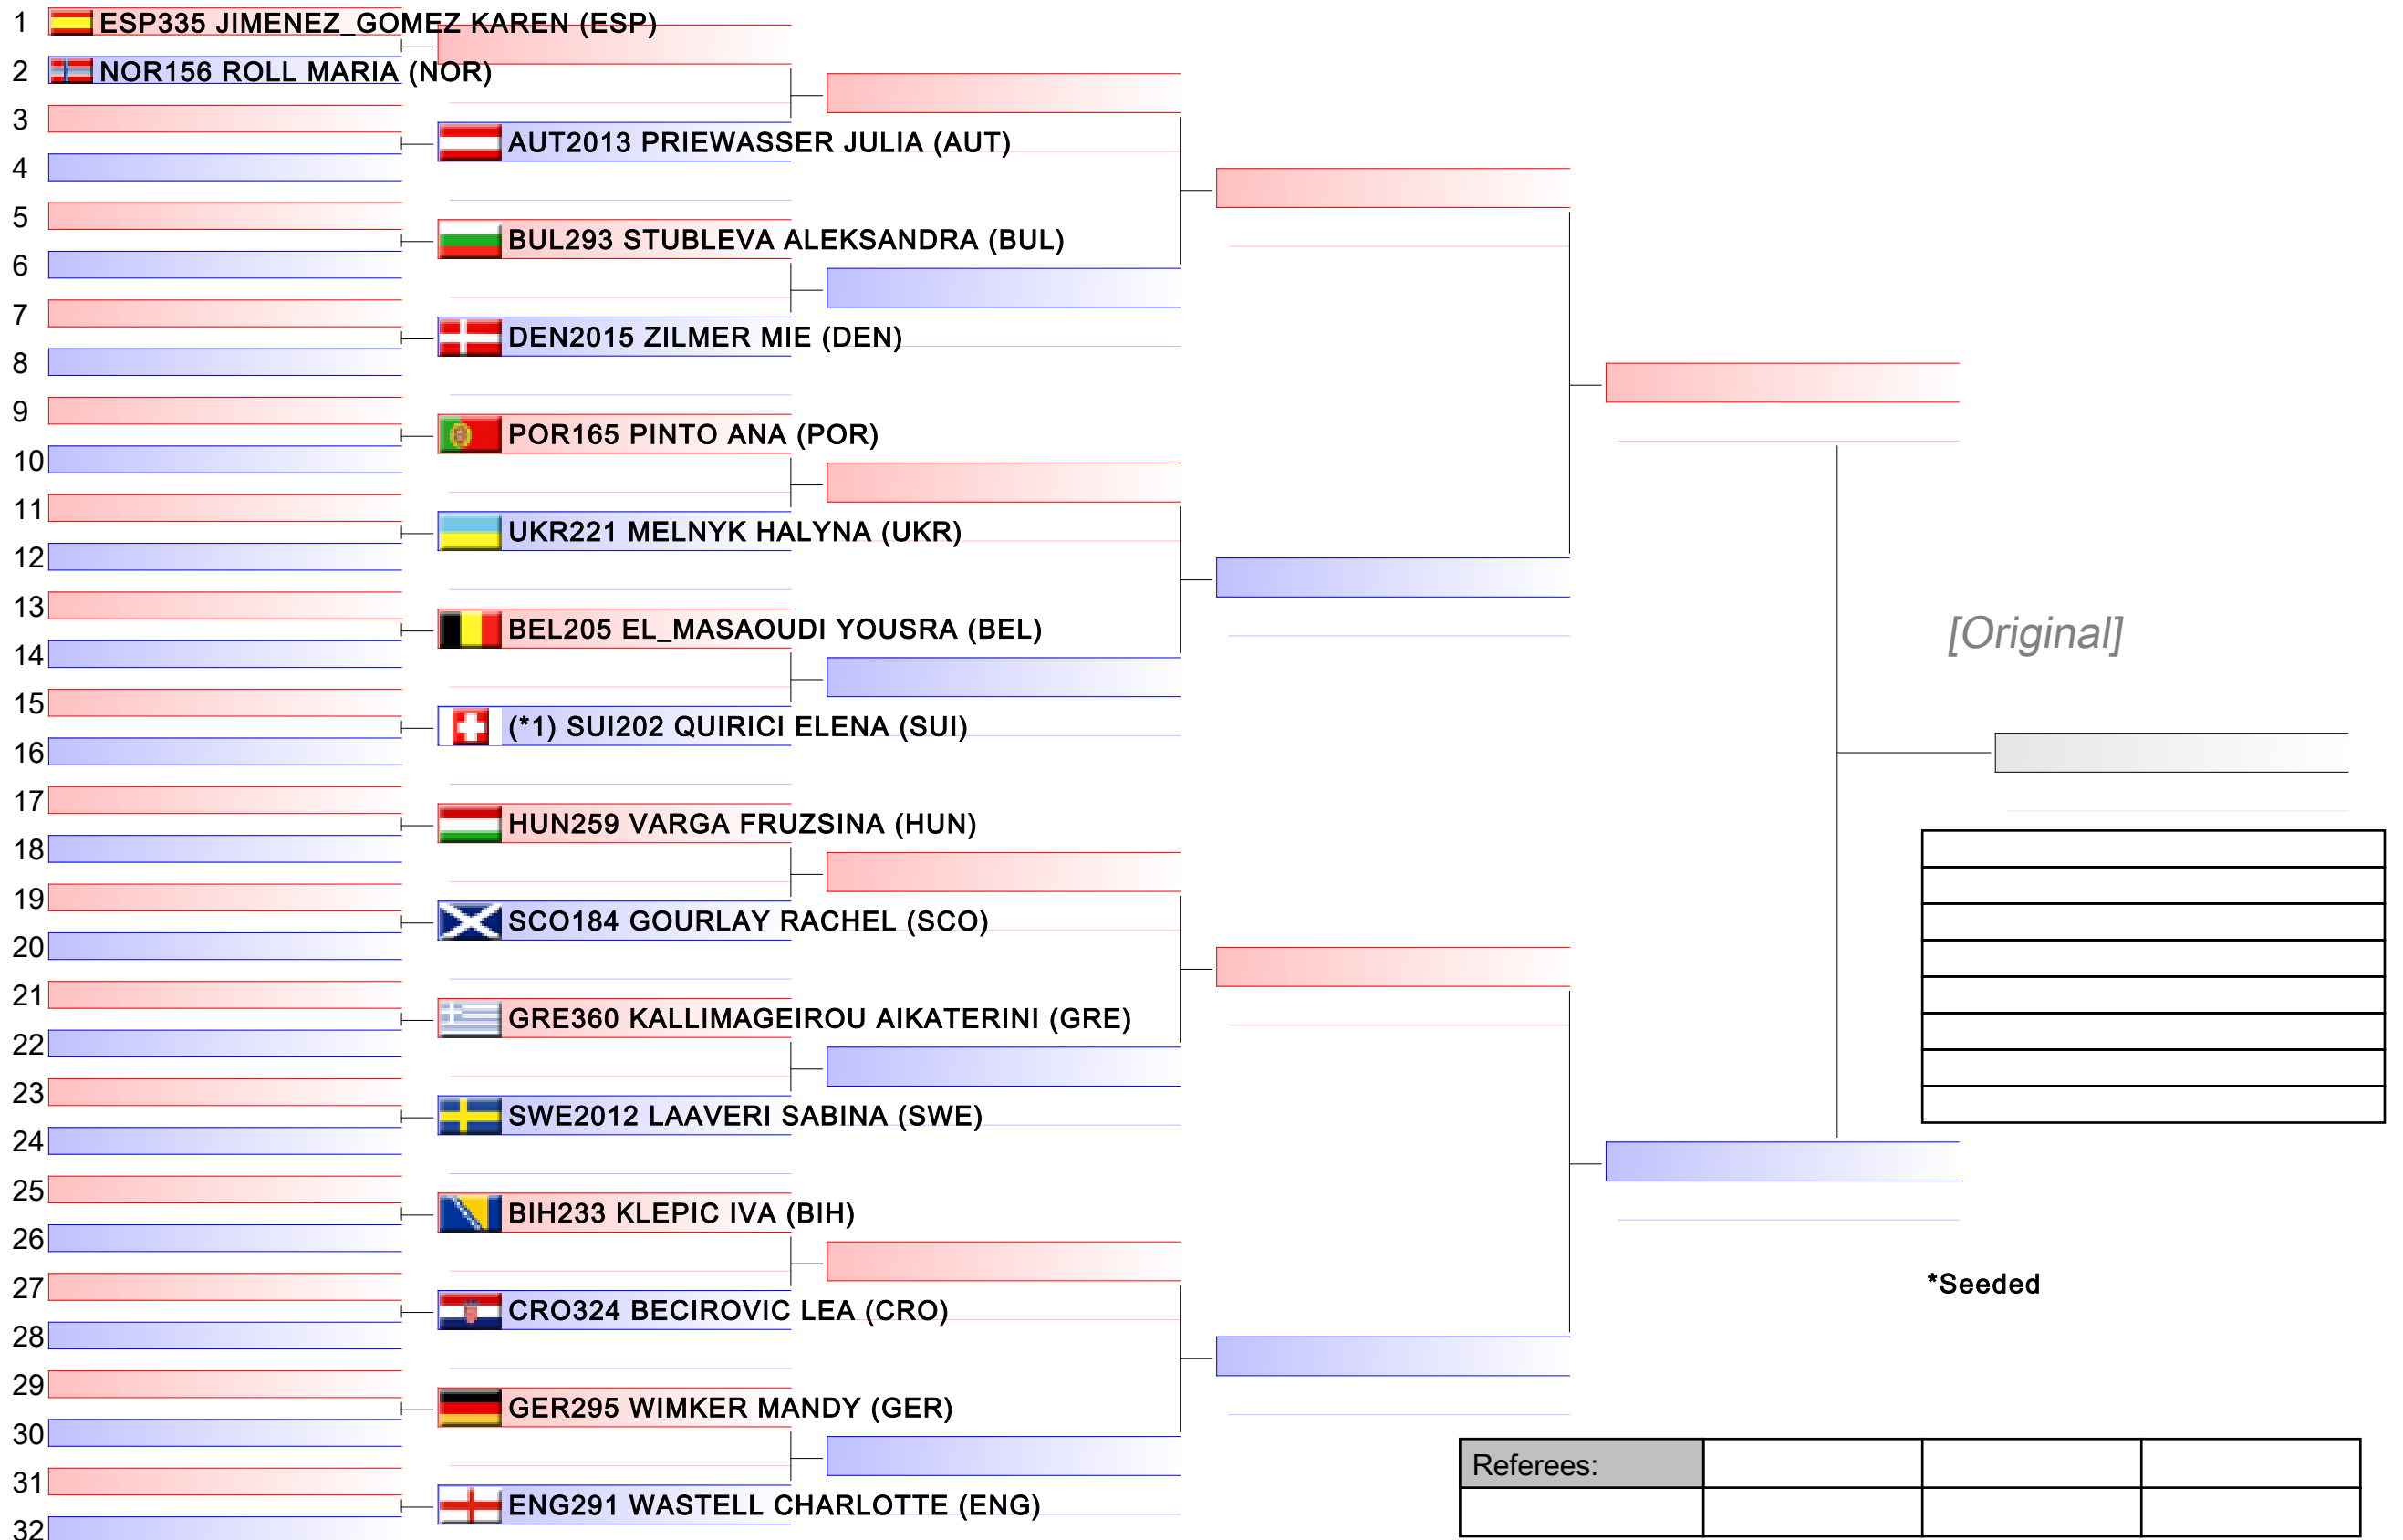 1 ESP335 JIMENEZ_GOMEZ KAREN (ESP)
2 NOR156 ROLL MARIA (NOR)
3
AUT2013 PRIEWASSER JULIA (AUT)
4
5
BUL293 STUBLEVA ALEKSANDRA (BUL)
6
7
DEN2015 ZILMER MIE (DEN)
8
9
POR165 PINTO ANA (POR)
10
11
UKR221 MELNYK HALYNA (UKR)
12
13
BEL205 EL_MASAOUDI YOUSRA (BEL)
[Original]
14
15
(*1) SUI202 QUIRICI ELENA (SUI)
16
17
HUN259 VARGA FRUZSINA (HUN)
18
19
SCO184 GOURLAY RACHEL (SCO)
20
21
GRE360 KALLIMAGEIROU AIKATERINI (GRE)
22
23
SWE2012 LAAVERI SABINA (SWE)
24
25
BIH233 KLEPIC IVA (BIH)
26
27
*Seeded
CRO324 BECIROVIC LEA (CRO)
28
29
GER295 WIMKER MANDY (GER)
30
Referees:
31
ENG291 WASTELL CHARLOTTE (ENG)
32